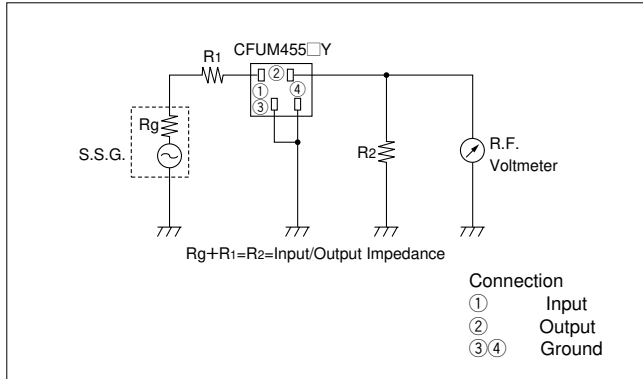 CFUM455□Y
R1
② 
① ④
③
Rg
S.S.G.
R2
R.F.
Voltmeter
Rg+R1=R2=Input/Output Impedance
Connection
① Input
② Output
③④ Ground